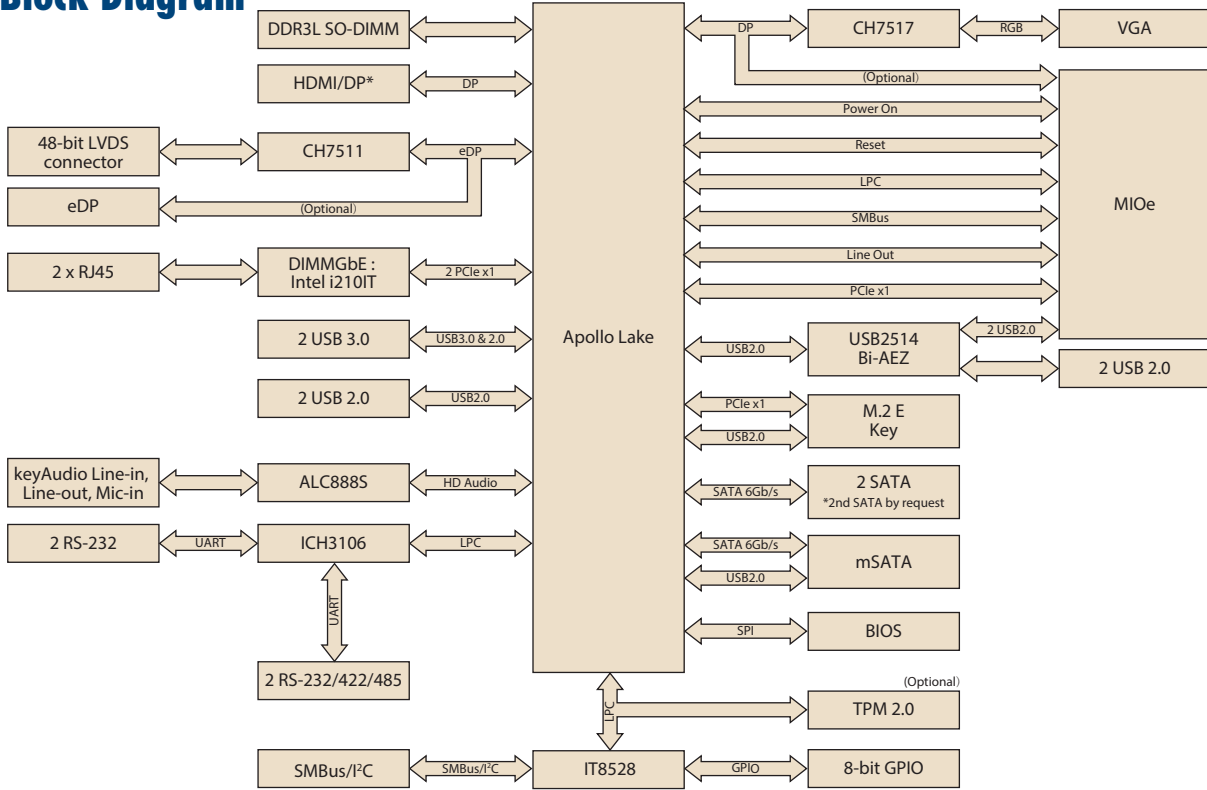 Block Diagram
DDR3L SO-DIMM
DP
CH7517
RGB
VGA
HDMI/DP*
DP
(Optional)
Power On
48-bit LVDS
connector
CH7511
eDP
Reset
LPC
eDP
(Optional)
SMBus
MIOe
Line Out
2 x RJ45
DIMMGbE :
Intel i210IT
2 PCIe x1
PCIe x1
2 USB 3.0
USB3.0 & 2.0
Apollo Lake
USB2.0
USB2514
Bi-AEZ
2 USB2.0
2 USB 2.0
2 USB 2.0
USB2.0
PCIe x1
USB2.0
M.2 E
Key
keyAudio Line-in,
Line-out, Mic-in
ALC888S
HD Audio
SATA 6Gb/s
2 SATA
*2nd SATA by request
2 RS-232
UART
ICH3106
LPC
SATA 6Gb/s
USB2.0
mSATA
UART
SPI
BIOS
2 RS-232/422/485
(Optional)
LPC
TPM 2.0
SMBus/I²C
SMBus/I²C
IT8528
GPIO
8-bit GPIO